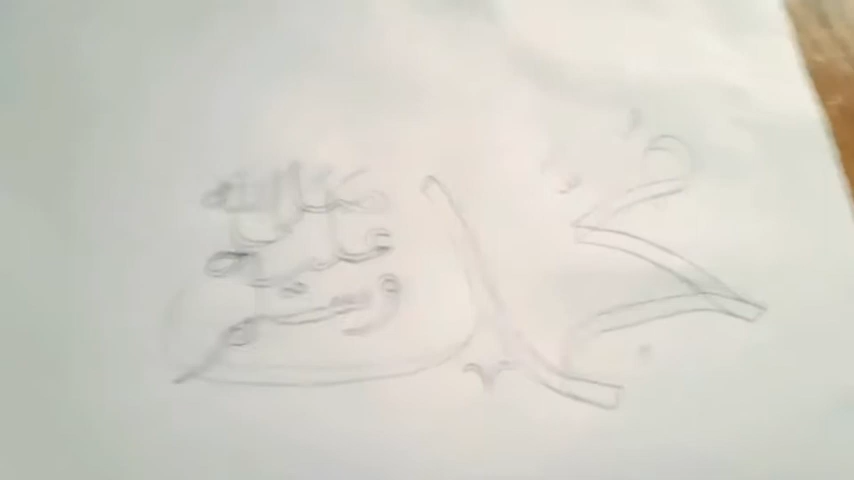 محمد
صلى الله
عليه
وسلم